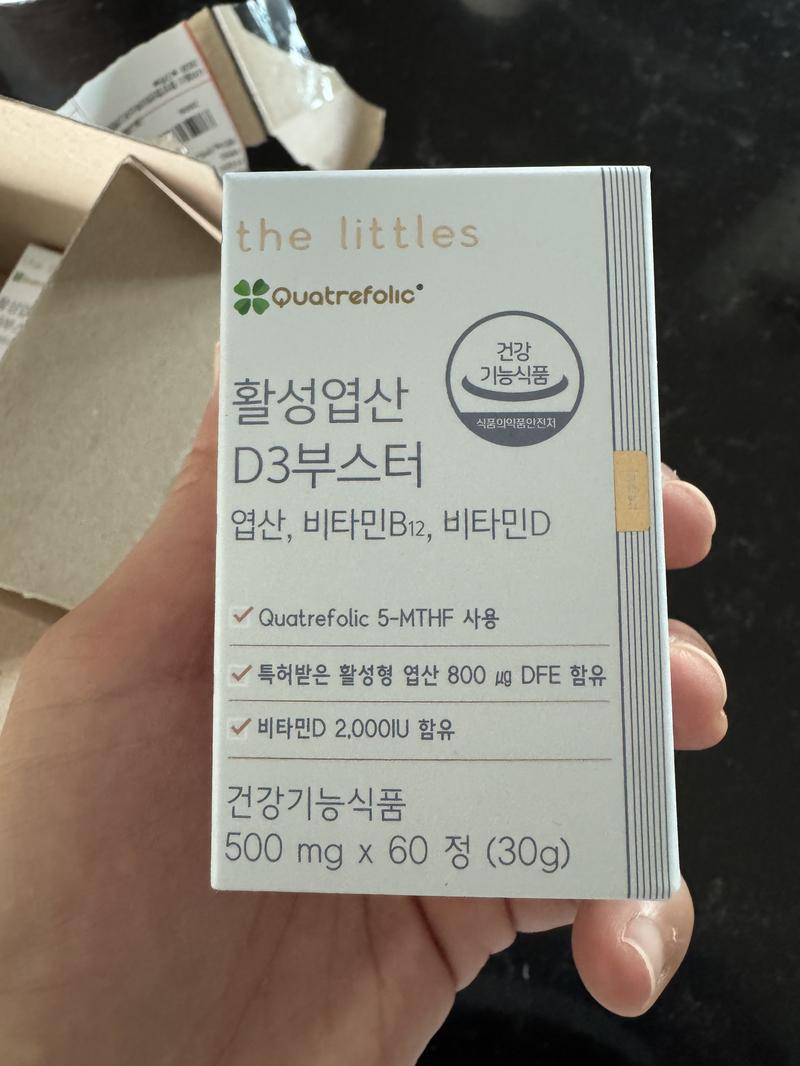 the littles
Quatrefolic®
건강
기능식품
식품의약품안전처
활성엽산
D3부스터
엽산, 비타민B12, 비타민D
Quatrefolic 5-MTHF 사용
특허받은 활성형 엽산 800 ㎍ DFE 함유
비타민D 2,000IU 함유
건강기능식품
500 mg x 60 정 (30g)